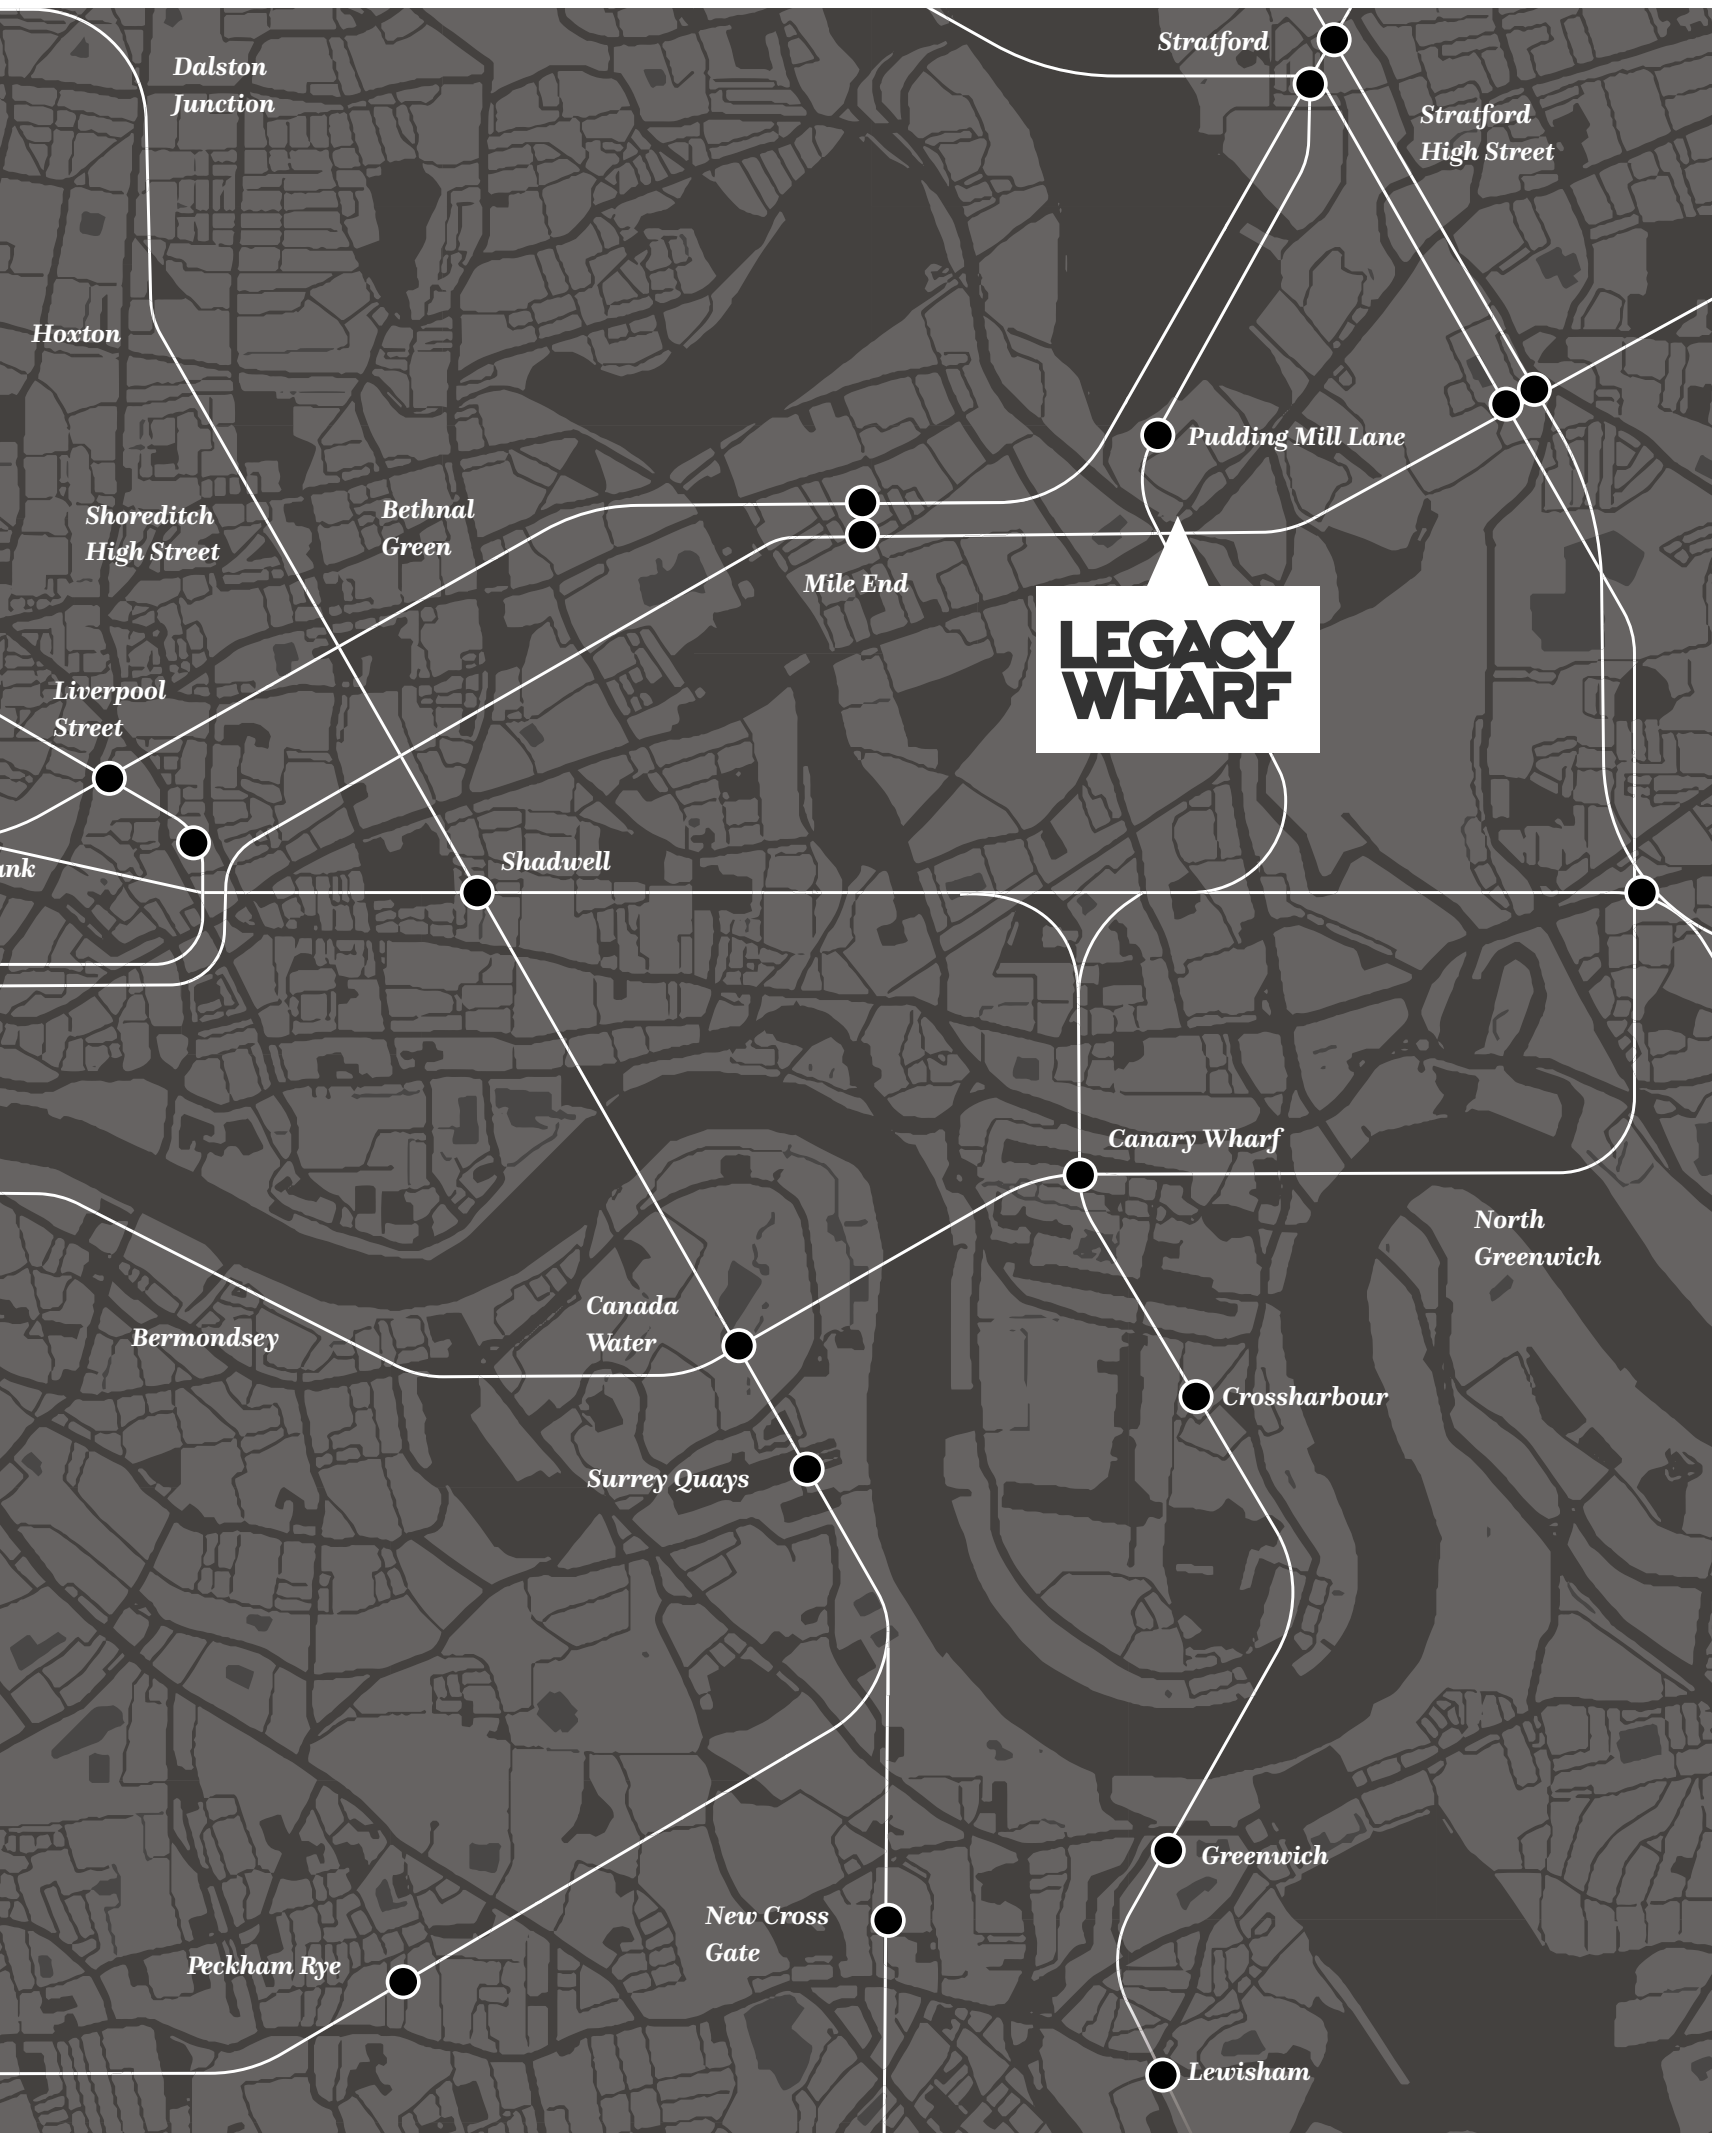 Stratford
Dalston
Junction
Stratford
High Street
Hoxton
Pudding Mill Lane
Shoreditch
High Street
Bethnal
Green
Mile End
LEGACY
WHARF
Liverpool
Street
Shadwell
ank
Canary Wharf
North
Greenwich
Canada
Water
Bermondsey
Crossharbour
Surrey Quays
Greenwich
New Cross
Gate
Peckham Rye
Lewisham